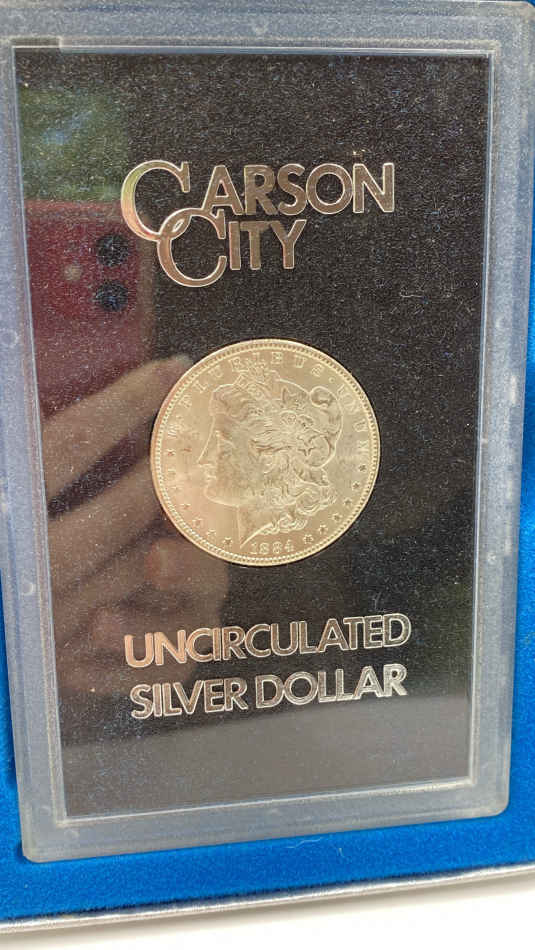 CARSON
CITY
E PLURIBUS UNUM
1884
UNCIRCULATED
SILVER DOLLAR